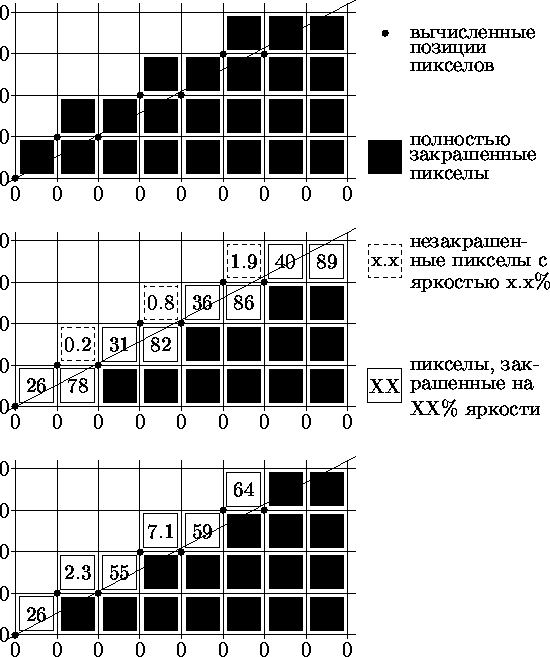 0
0
0
0
0
0 0 0 0 0 0 0 0 0
вычисленные
позиции
пикселов
полностью
закрашенные
пикселы
0
0 1.9 40 89
0 0.8 36 86
0 0.2 31 82
0 26 78
0 0 0 0 0 0 0 0 0
x.x
незакрашен-
ные пикселы с
яркостью x.x%
XX
пикселы, зак-
рашенные на
XX% яркости
0
0 64
0 7.1 59
0 2.3 55
0 26
0 0 0 0 0 0 0 0 0